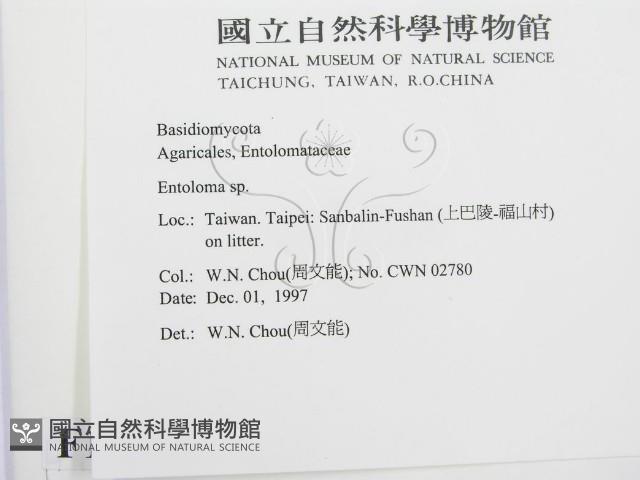 國立自然科學博物館
NATIONAL MUSEUM OF NATURAL SCIENCE
TAICHUNG, TAIWAN, R.O.CHINA
Basidiomycota
Agaricales, Entolomataceae
Entoloma sp.
Loc.: Taiwan. Taipei: Sanbalin-Fushan (上巴陵-福山村)
on litter.
Col.: W.N. Chou(周文能); No. CWN 02780
Date: Dec. 01, 1997
Det.: W.N. Chou(周文能)
國立自然科學博物館
NATIONAL MUSEUM OF NATURAL SCIENCE